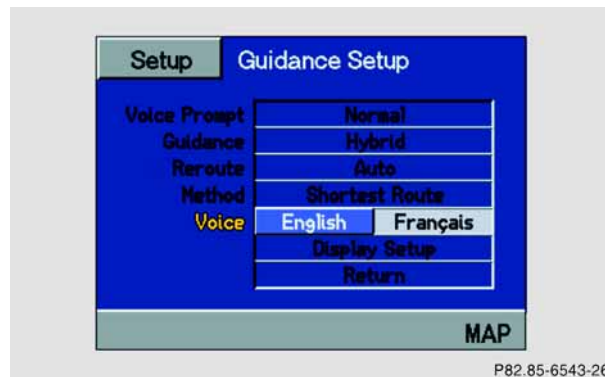 Setup Guidance Setup
Voice Prompt Normal
Guidance Hybrid
Reroute Auto
Method Shortest Route
Voice English Français
Display Setup
Return
MAP
P82.85-6543-26